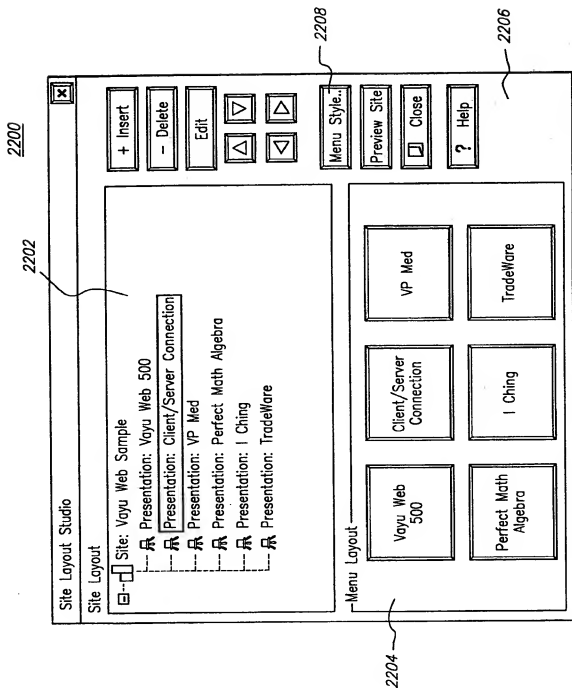 2200
Site Layout Studio
Site Layout
2202
Site: Vayu Web Sample
Presentation: Vayu Web 500
Presentation: Client/Server Connection
Presentation: VP Med
Presentation: Perfect Math Algebra
Presentation: I Ching
Presentation: TradeWare
+ Insert
- Delete
Edit
2208
Menu Style..
Preview Site
Close
? Help
2206
Menu Layout
Vayu Web
500
Client/Server
Connection
VP Med
Perfect Math
Algebra
I Ching
TradeWare
2204